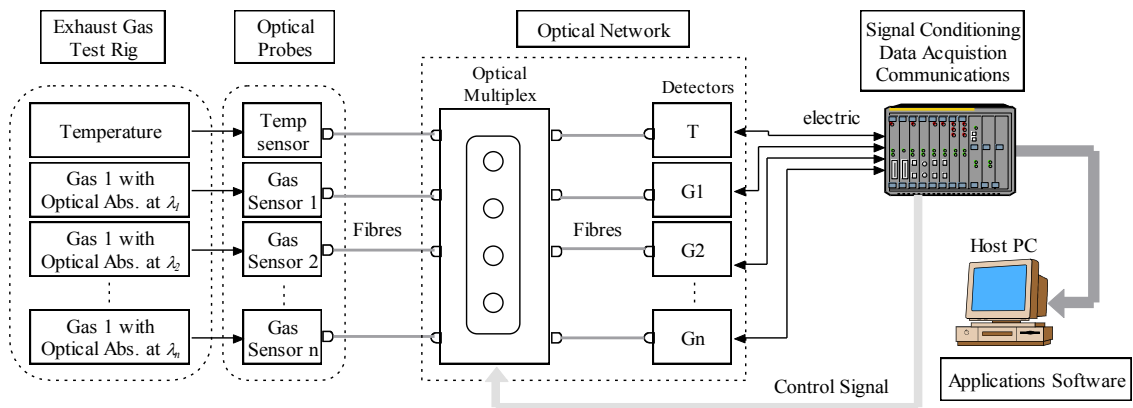 Exhaust Gas
Test Rig
Optical
Probes
Optical Network
Signal Conditioning
Data Acquistion
Communications
Optical
Multiplex
Detectors
Temperature
Temp
sensor
T
electric
Gas 1 with
Optical Abs. at λ1
Gas
Sensor 1
G1
Gas 1 with
Optical Abs. at λ2
Gas
Sensor 2
Fibres
Fibres
G2
Host PC
Gas 1 with
Optical Abs. at λn
Gas
Sensor n
Gn
Control Signal
Applications Software